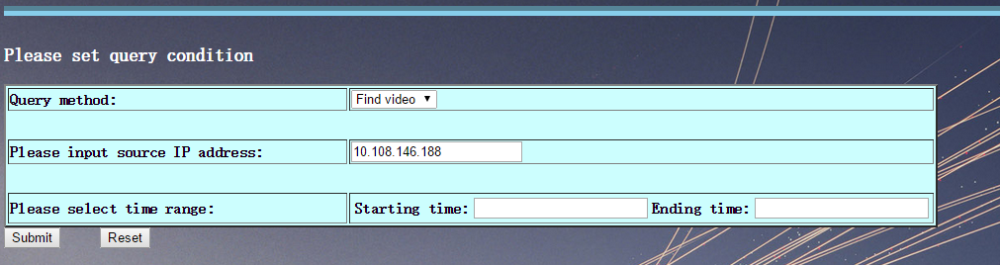 Please set query condition
Query method: Find video
Please input source IP address: 10.108.146.188
Please select time range: Starting time: Ending time:
Submit Reset